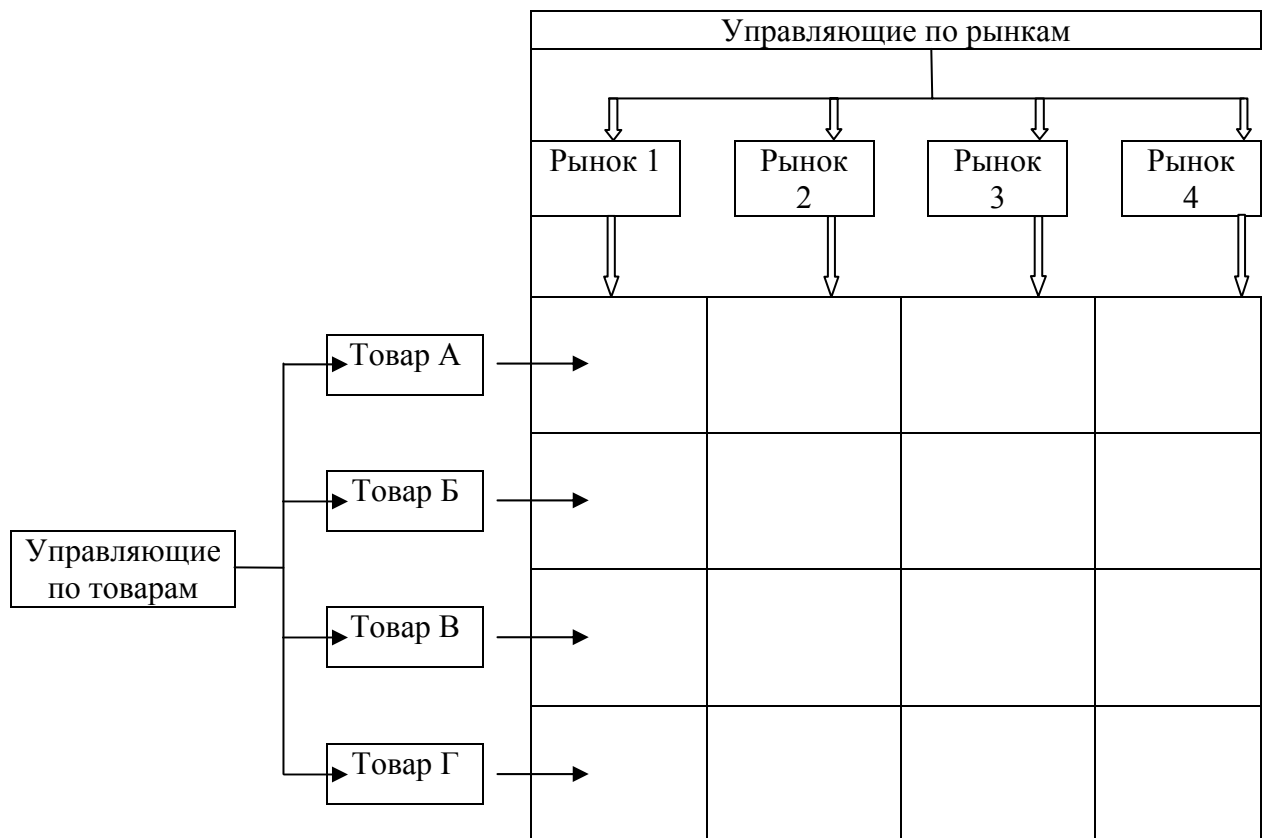 Управляющие по рынкам
Рынок 1
Рынок
2
Рынок
3
Рынок
4
Товар А
Товар Б
Управляющие
по товарам
Товар В
Товар Г